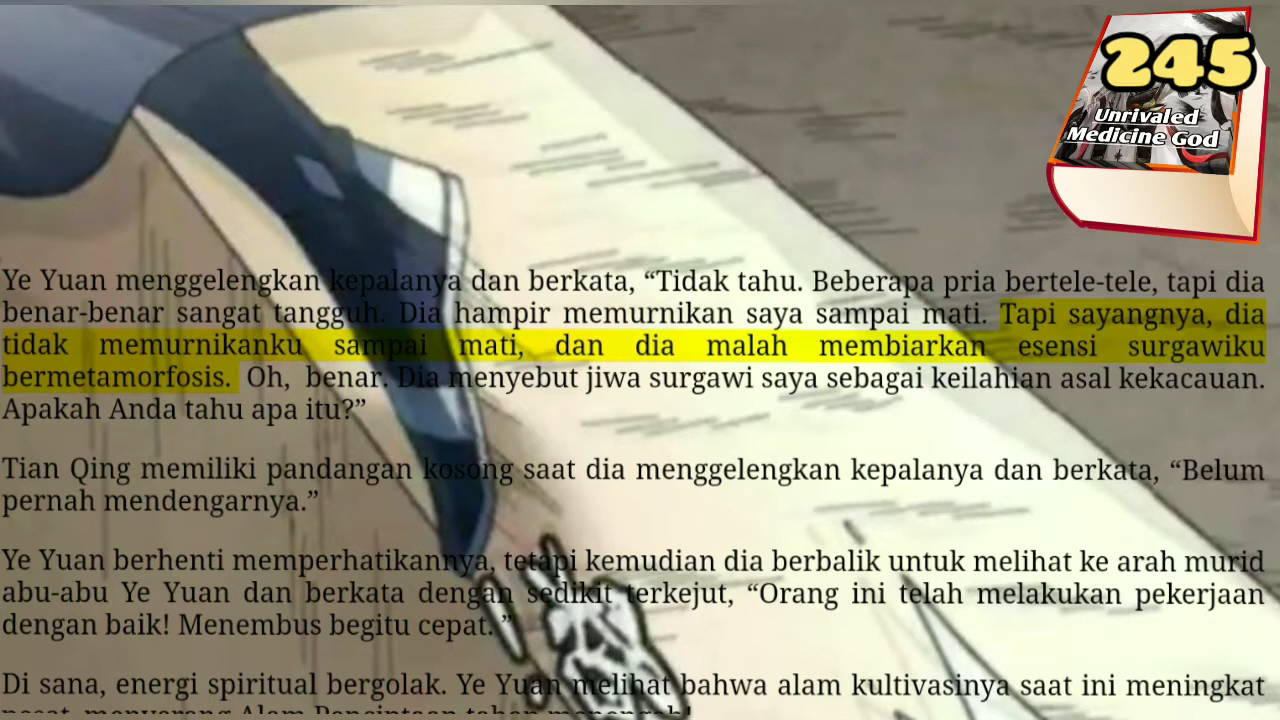 245
Unrivaled
Medicine God
Ye Yuan menggelengkan kepalanya dan berkata, “Tidak tahu. Beberapa pria bertele-tele, tapi dia
benar-benar sangat tangguh. Dia hampir memurnikan saya sampai mati. Tapi sayangnya, dia
tidak memurnikanku sampai mati, dan dia malah membiarkan esensi surgawiku
bermetamorfosis. Oh, benar. Dia menyebut jiwa surgawi saya sebagai keilahian asal kekacauan.
Apakah Anda tahu apa itu?”
Tian Qing memiliki pandangan kosong saat dia menggelengkan kepalanya dan berkata, “Belum
pernah mendengarnya.”
Ye Yuan berhenti memperhatikannya, tetapi kemudian dia berbalik untuk melihat ke arah murid
abu-abu Ye Yuan dan berkata dengan sedikit terkejut, “Orang ini telah melakukan pekerjaan
dengan baik! Menembus begitu cepat. ”
Di sana, energi spiritual bergolak. Ye Yuan melihat bahwa alam kultivasinya saat ini meningkat